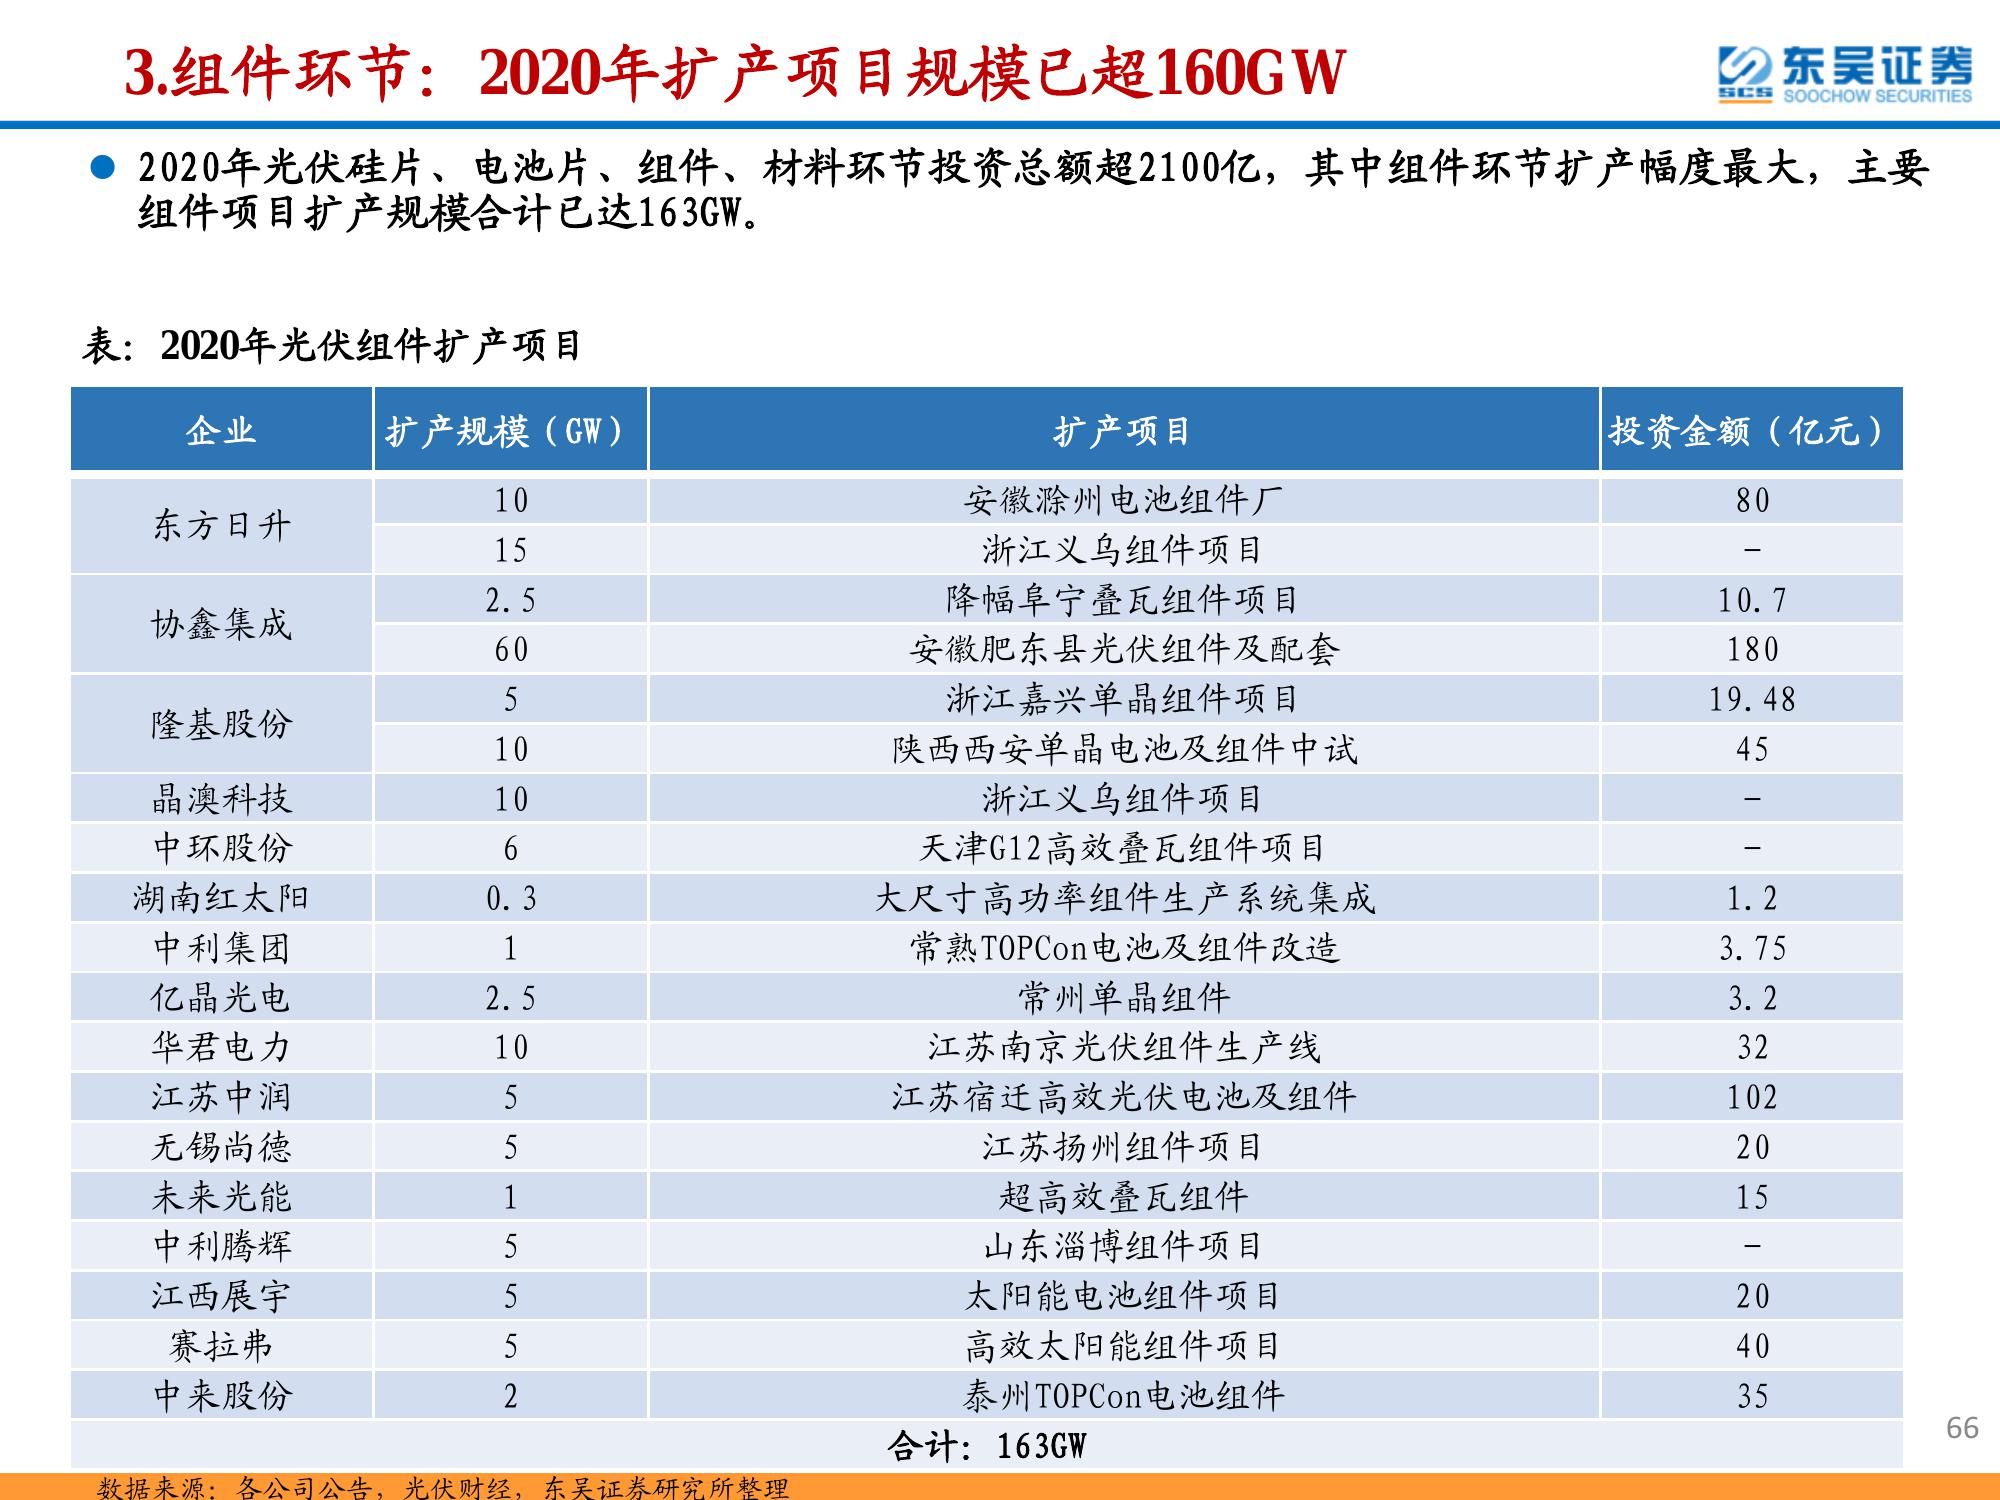 3.组件环节：2020年扩产项目规模已超160GW
东吴证券
SCS
SOOCHOW SECURITIES
● 2020年光伏硅片、电池片、组件、材料环节投资总额超2100亿，其中组件环节扩产幅度最大，主要
组件项目扩产规模合计已达163GW。
表：2020年光伏组件扩产项目
企业 扩产规模（GW） 扩产项目 投资金额（亿元）
东方日升 10 安徽滁州电池组件厂 80
15 浙江义乌组件项目 -
协鑫集成 2.5 降幅阜宁叠瓦组件项目 10.7
60 安徽肥东县光伏组件及配套 180
隆基股份 5 浙江嘉兴单晶组件项目 19.48
10 陕西西安单晶电池及组件中试 45
晶澳科技 10 浙江义乌组件项目 -
中环股份 6 天津G12高效叠瓦组件项目 -
湖南红太阳 0.3 大尺寸高功率组件生产系统集成 1.2
中利集团 1 常熟TOPCon电池及组件改造 3.75
亿晶光电 2.5 常州单晶组件 3.2
华君电力 10 江苏南京光伏组件生产线 32
江苏中润 5 江苏宿迁高效光伏电池及组件 102
无锡尚德 5 江苏扬州组件项目 20
未来光能 1 超高效叠瓦组件 15
中利腾辉 5 山东淄博组件项目 -
江西展宇 5 太阳能电池组件项目 20
赛拉弗 5 高效太阳能组件项目 40
中来股份 2 泰州TOPCon电池组件 35
合计：163GW
66
数据来源：各公司公告，光伏财经，东吴证券研究所整理